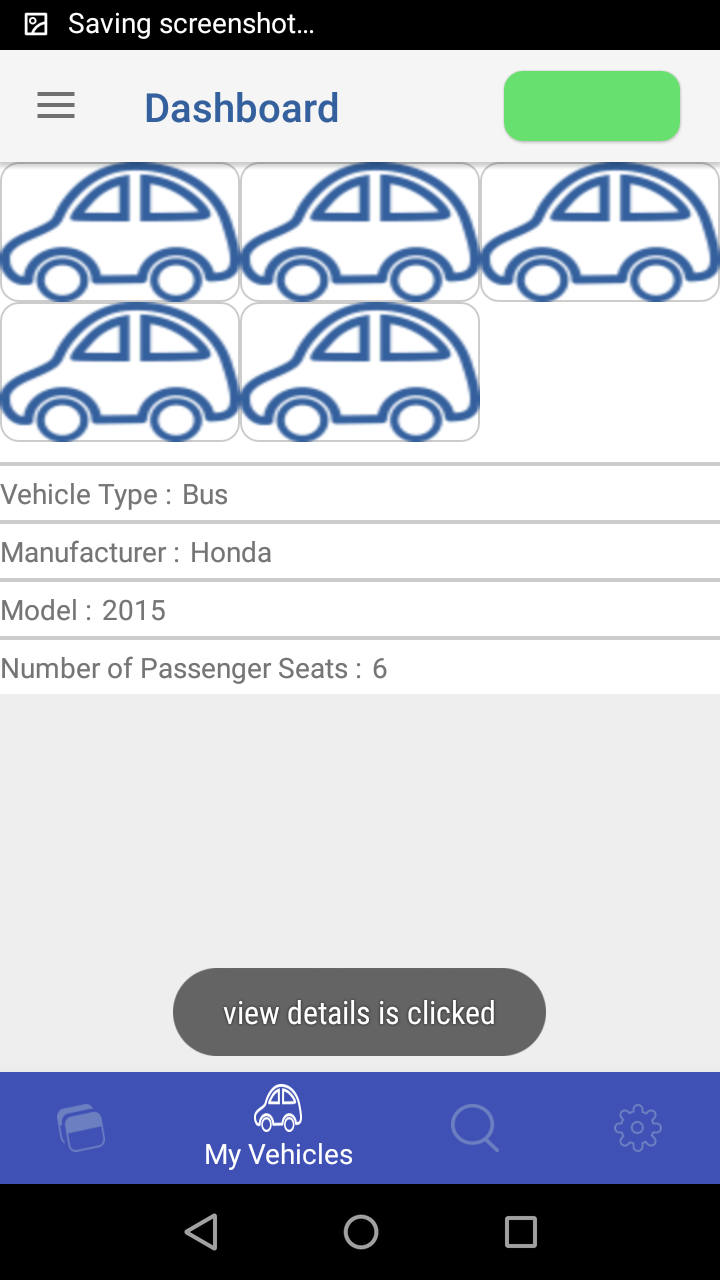 Saving screenshot...
Dashboard
Vehicle Type : Bus
Manufacturer : Honda
Model : 2015
Number of Passenger Seats : 6
view details is clicked
My Vehicles